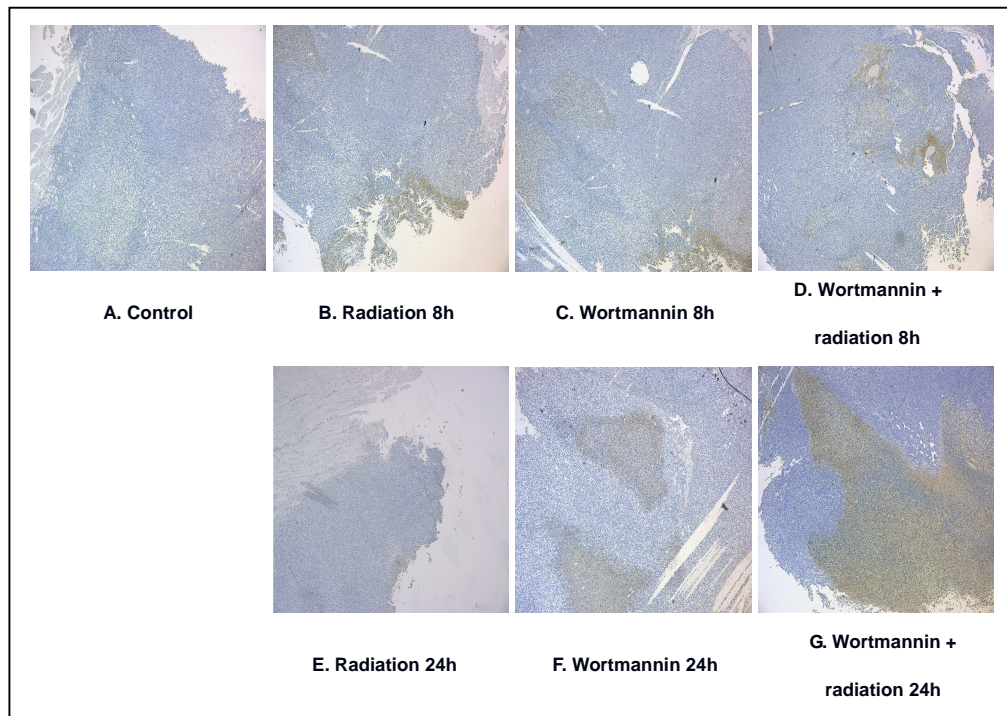 A. Control
B. Radiation 8h
C. Wortmannin 8h
D. Wortmannin +
radiation 8h
E. Radiation 24h
F. Wortmannin 24h
G. Wortmannin +
radiation 24h